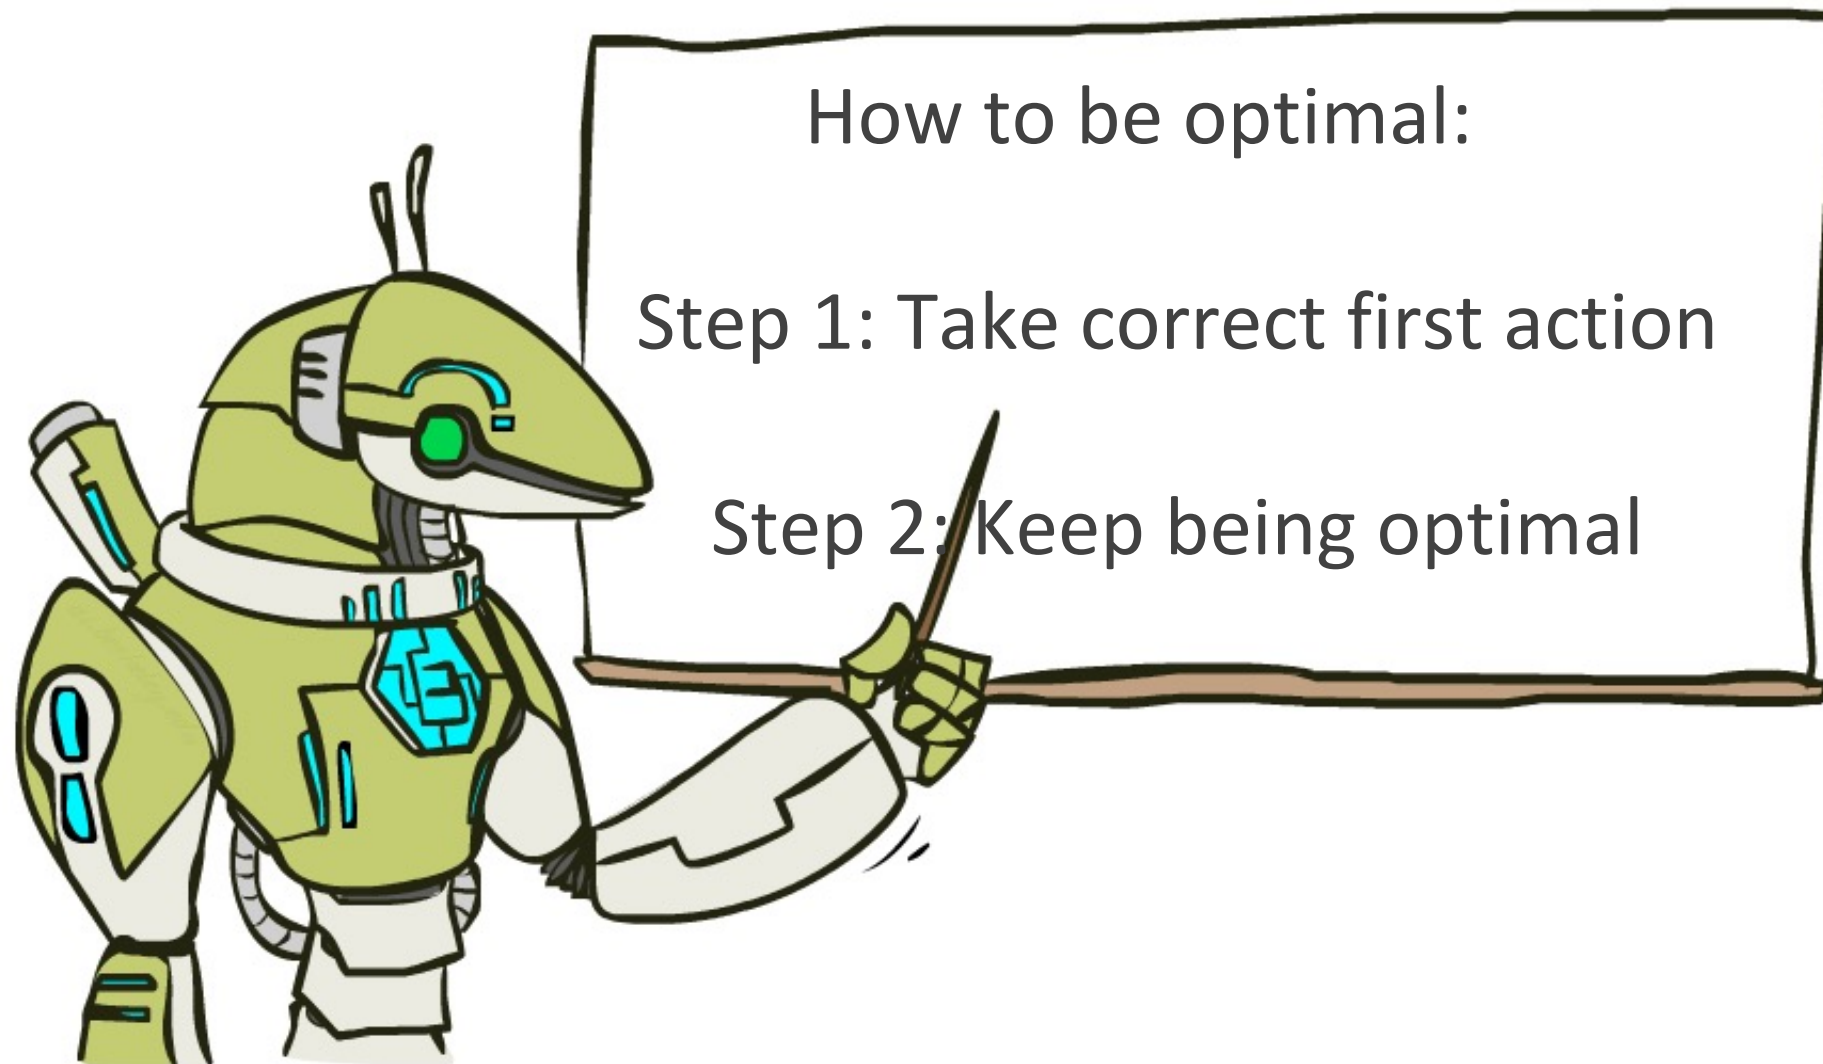 How to be optimal:
Step 1: Take correct first action
Step 2: Keep being optimal